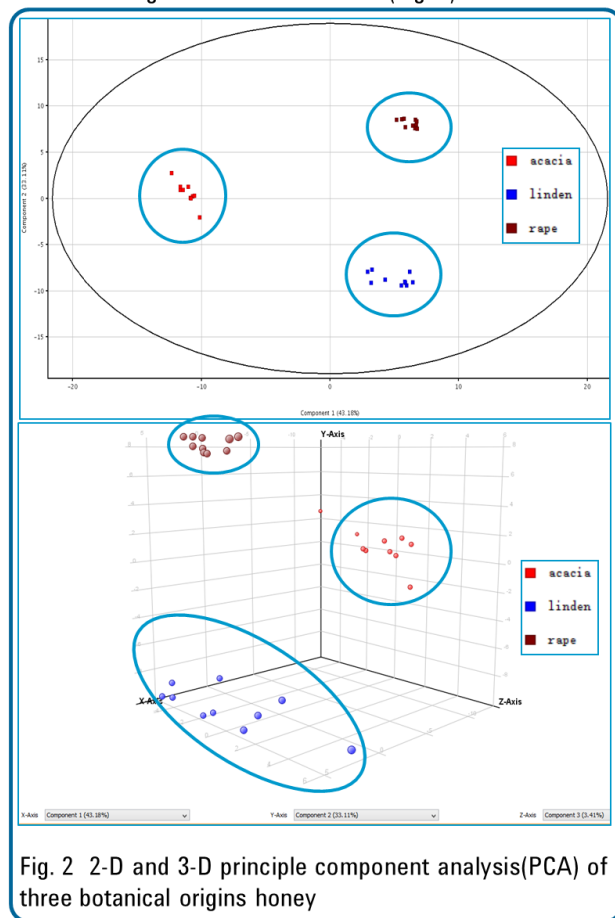 15
10
5
0
-5
-10
-15
Component 2 (33.11%)
-20
-10
0
10
20
Component 1 (43.18%)
acacia
linden
rape
Y-Axis
X-Axis
Z-Axis
acacia
linden
rape
X-Axis Component 1 (43.18%) Y-Axis Component 2 (33.11%) Z-Axis Component 3 (3.41%)
Fig. 2 2-D and 3-D principle component analysis(PCA) of
three botanical origins honey